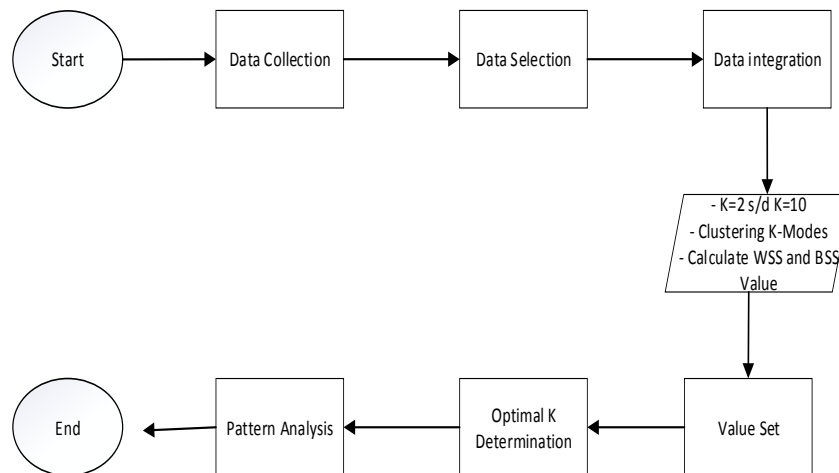 Start
Data Collection
Data Selection
Data integration
- K=2 s/d K=10
- Clustering K-Modes
- Calculate WSS and BSS
Value
End
Pattern Analysis
Optimal K
Determination
Value Set